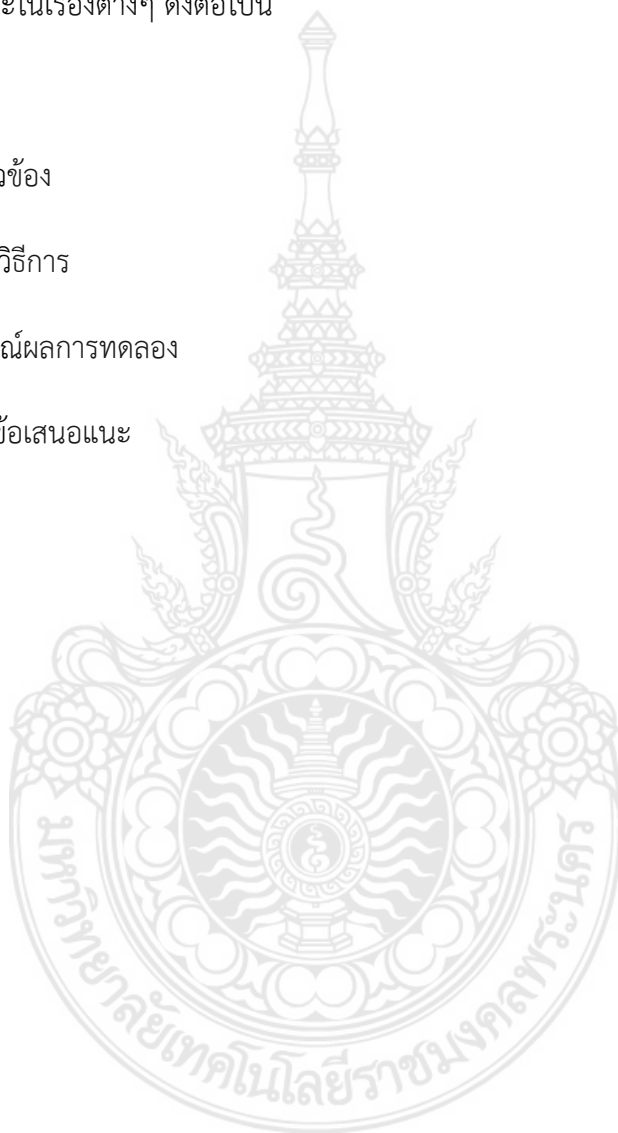 ะในเรื่องต่างๆ ดังต่อไปนี้
วข้อง
วิธีการ
ณ์ผลการทดลอง
ข้อเสนอแนะ
มหาวิทยาลัยเทคโนโลยีราชมงคลพระนคร